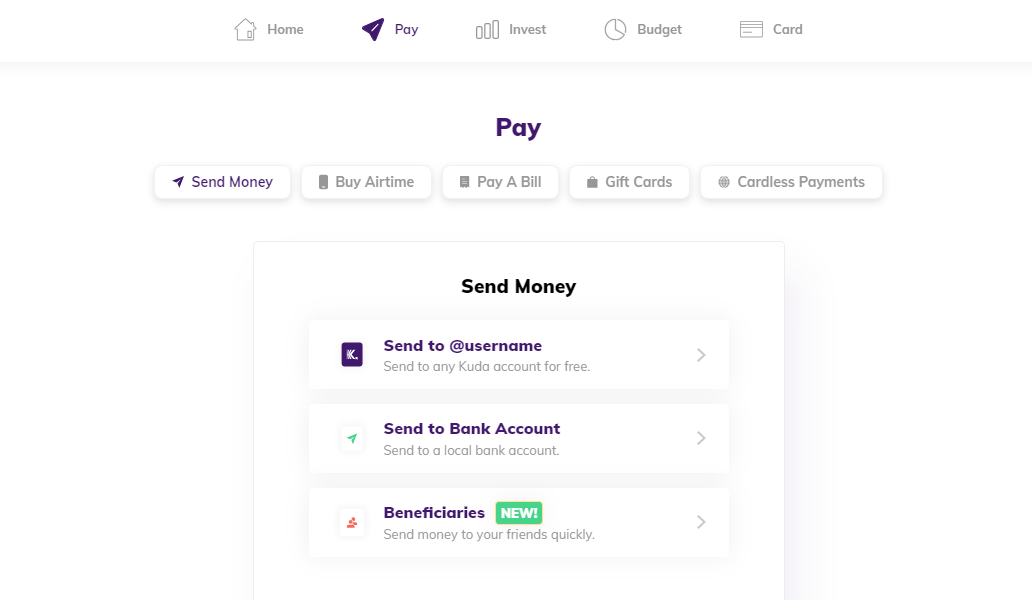 Home Pay Invest Budget Card
Pay
Send Money Buy Airtime Pay A Bill Gift Cards Cardless Payments
Send Money
K.
Send to @username
Send to any Kuda account for free.
Send to Bank Account
Send to a local bank account.
Beneficiaries NEW!
Send money to your friends quickly.